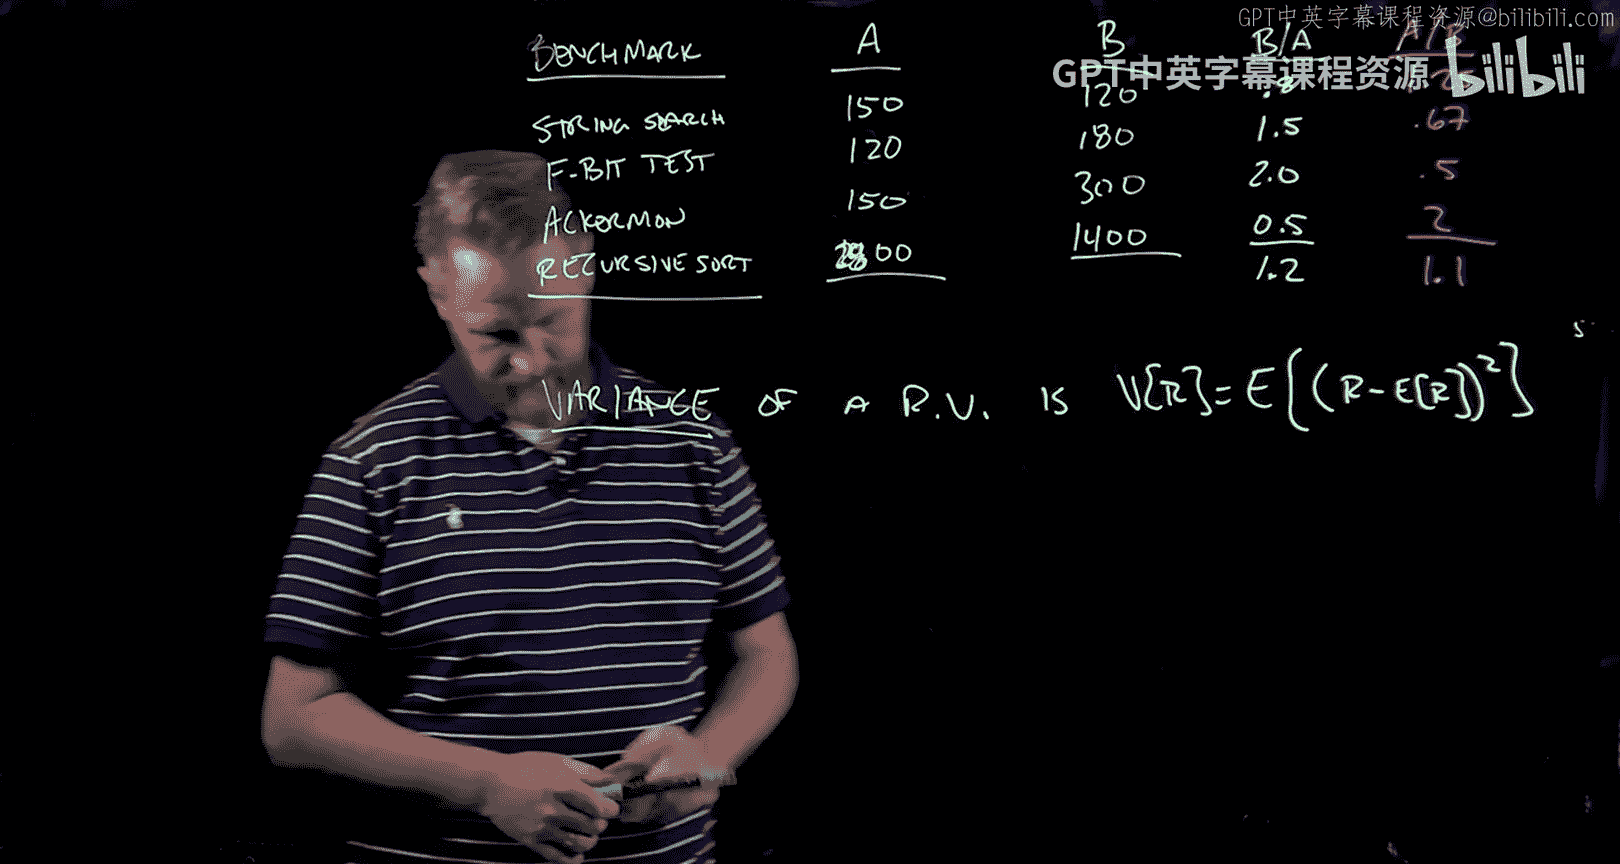 GPT中英字幕课程资源@bilibili.com
BENCHMARK A B B/A A/B
GPT中英字幕课程资源 bilibili
STRING SEARCH 150 120 .8
F-BIT TEST 120 180 1.5 .67
ACKERMON 150 300 2.0 .5
RECURSIVE SORT 00 1400 0.5 2
1.2 1.1
VARIANCE OF A R.V. IS V[R] = E[(R-E[R])²]